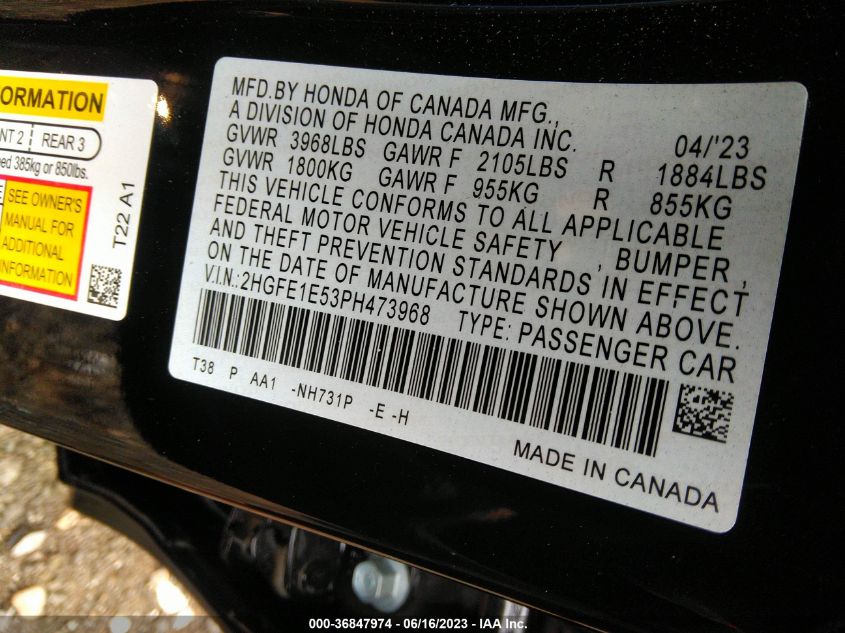 ORMATION
NT 2 REAR 3
ed 385kg or 850lbs.
SEE OWNER'S
MANUAL FOR
ADDITIONAL
INFORMATION
T22 A1
MFD.BY HONDA OF CANADA MFG.,
A DIVISION OF HONDA CANADA INC. 04/'23
GVWR 3968LBS GAWR F 2105LBS R 1884LBS
GVWR 1800KG GAWR F 955KG R 855KG
THIS VEHICLE CONFORMS TO ALL APPLICABLE
FEDERAL MOTOR VEHICLE SAFETY , BUMPER ,
AND THEFT PREVENTION STANDARDS IN EFFECT
ON THE DATE OF MANUFACTURE SHOWN ABOVE.
V.I.N.:2HGFE1E53PH473968 TYPE: PASSENGER CAR
T38 P AA1 -NH731P -E -H
MADE IN CANADA
000-36847974 - 06/16/2023 - IAA Inc.